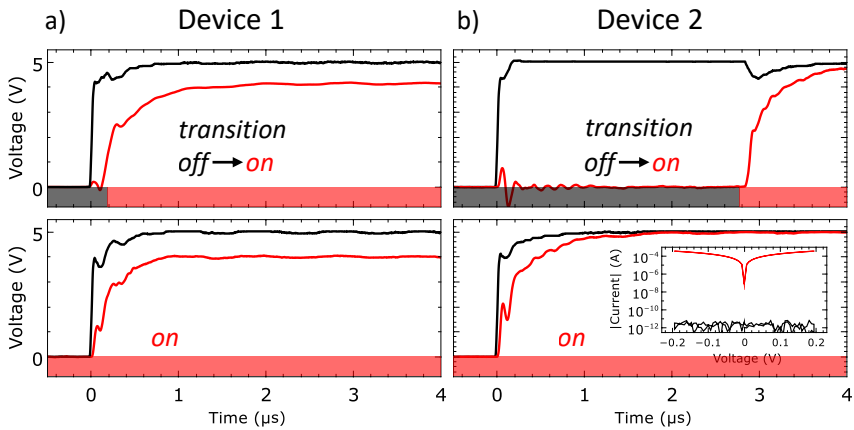 a)
Device 1
b)
Device 2
Voltage (V)
5
0
transition
off→on
transition
off→on
Voltage (V)
5
0
on
on
|Current| (A)
10⁻⁴
10⁻⁶
10⁻⁸
10⁻¹⁰
10⁻¹²
−0.2
−0.1
0
0.1
0.2
Voltage (V)
0
1
2
3
4
0
1
2
3
4
Time (μs)
Time (μs)